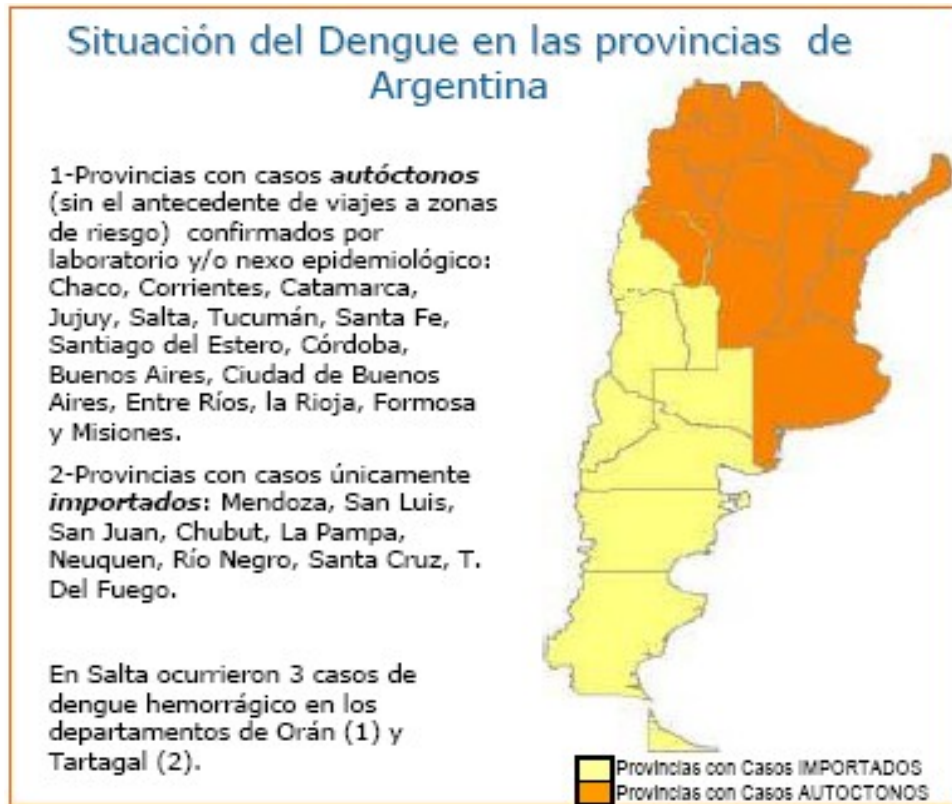 Situación del Dengue en las provincias de
Argentina
1-Provincias con casos autóctonos
(sin el antecedente de viajes a zonas
de riesgo) confirmados por
laboratorio y/o nexo epidemiológico:
Chaco, Corrientes, Catamarca,
Jujuy, Salta, Tucumán, Santa Fe,
Santiago del Estero, Córdoba,
Buenos Aires, Ciudad de Buenos
Aires, Entre Ríos, la Rioja, Formosa
y Misiones.
2-Provincias con casos únicamente
importados: Mendoza, San Luis,
San Juan, Chubut, La Pampa,
Neuquen, Río Negro, Santa Cruz, T.
Del Fuego.
En Salta ocurrieron 3 casos de
dengue hemorrágico en los
departamentos de Orán (1) y
Tartagal (2).
Provincias con Casos IMPORTADOS
Provincias con Casos AUTOCTONOS